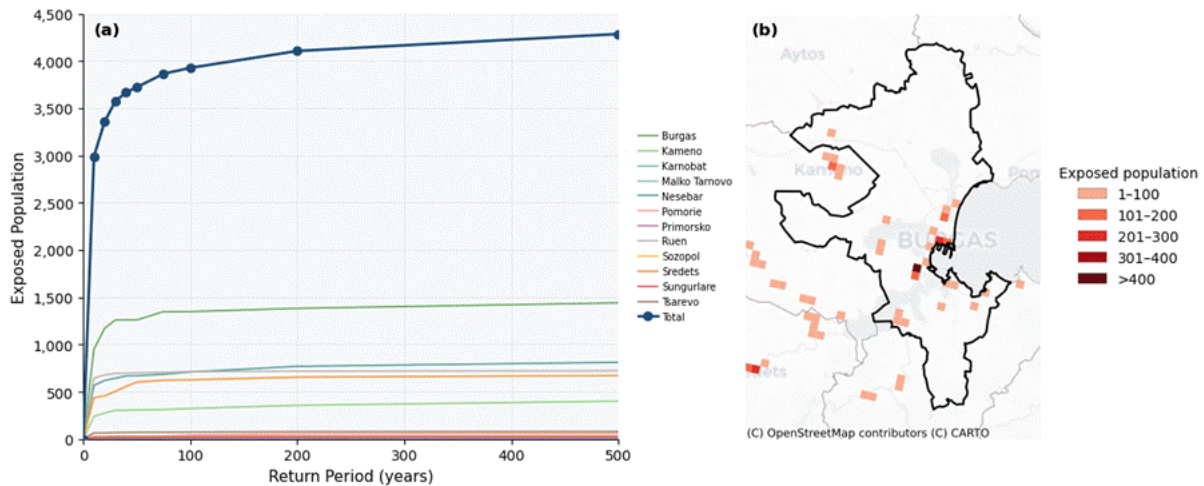 (a)
4,500
4,000
3,500
3,000
2,500
2,000
1,500
1,000
500
0
Exposed Population
0
100
200
300
400
500
Return Period (years)
Burgas
Kameno
Karnobat
Malko Tarnovo
Nesebar
Pomorie
Primorsko
Ruen
Sozopol
Sredets
Sungurlare
Tsarevo
Total
(b)
Aytos
BURGAS
(C) OpenStreetMap contributors (C) CARTO
Exposed population
1–100
101–200
201–300
301–400
>400